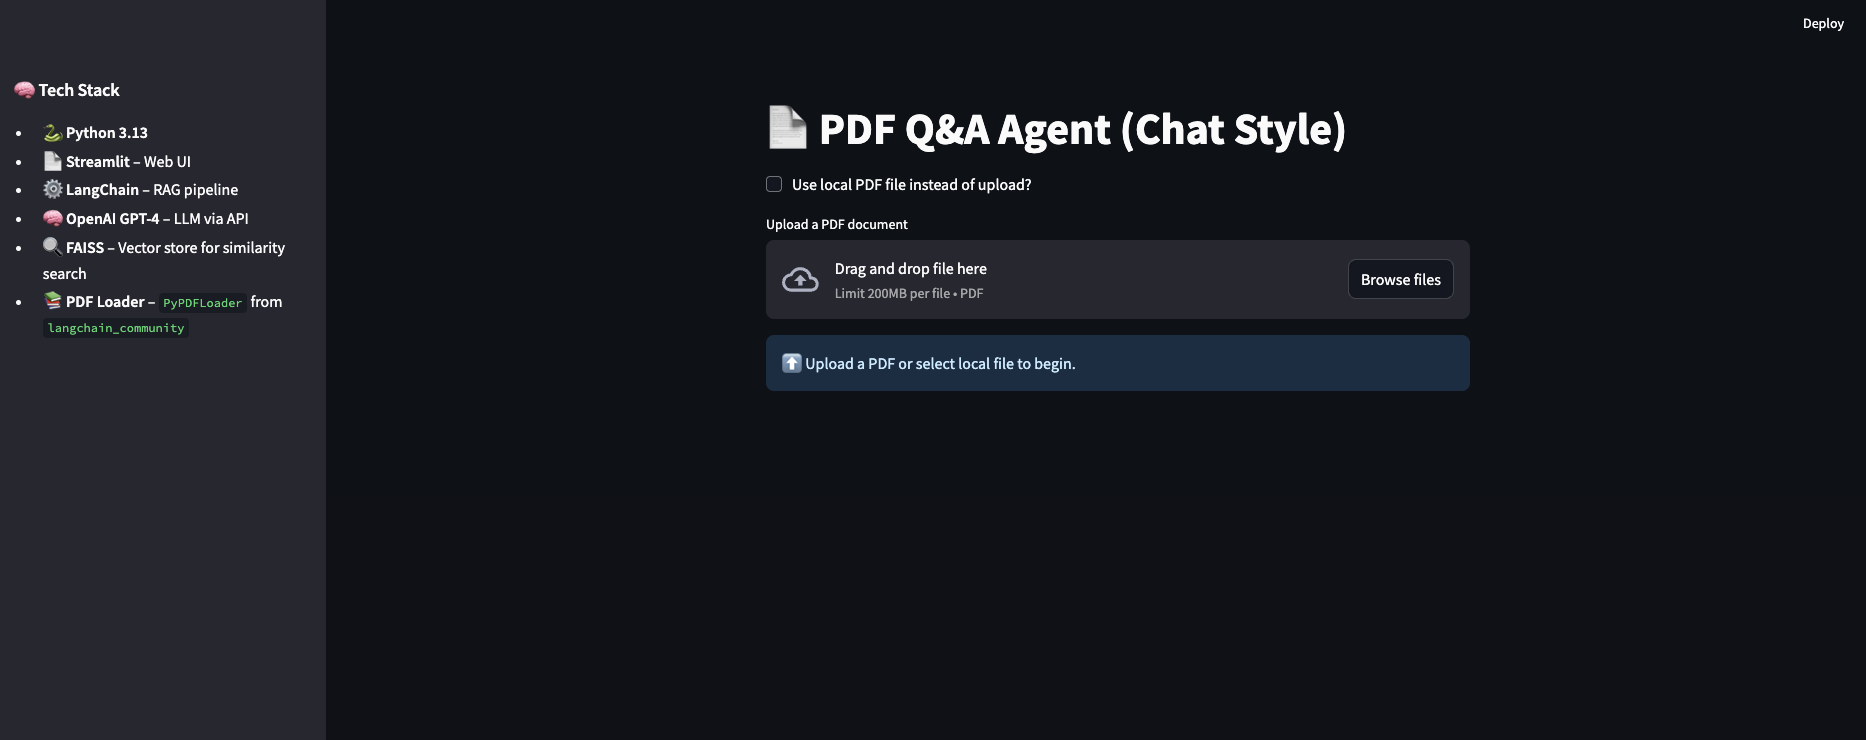 Deploy
🧠 Tech Stack
• 🐍 Python 3.13
• 📄 Streamlit – Web UI
• ⚙️ LangChain – RAG pipeline
• 🧠 OpenAI GPT-4 – LLM via API
• 🔍 FAISS – Vector store for similarity
search
• 📚 PDF Loader – PyPDFLoader from
langchain_community
📄 PDF Q&A Agent (Chat Style)
Use local PDF file instead of upload?
Upload a PDF document
Drag and drop file here
Limit 200MB per file • PDF
Browse files
⬆️ Upload a PDF or select local file to begin.